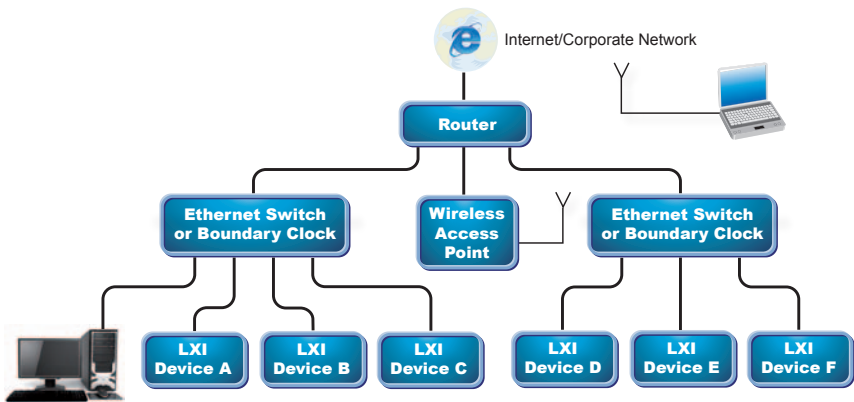 Internet/Corporate Network
Router
Ethernet Switch
or Boundary Clock
Wireless
Access
Point
Ethernet Switch
or Boundary Clock
LXI
Device A
LXI
Device B
LXI
Device C
LXI
Device D
LXI
Device E
LXI
Device F